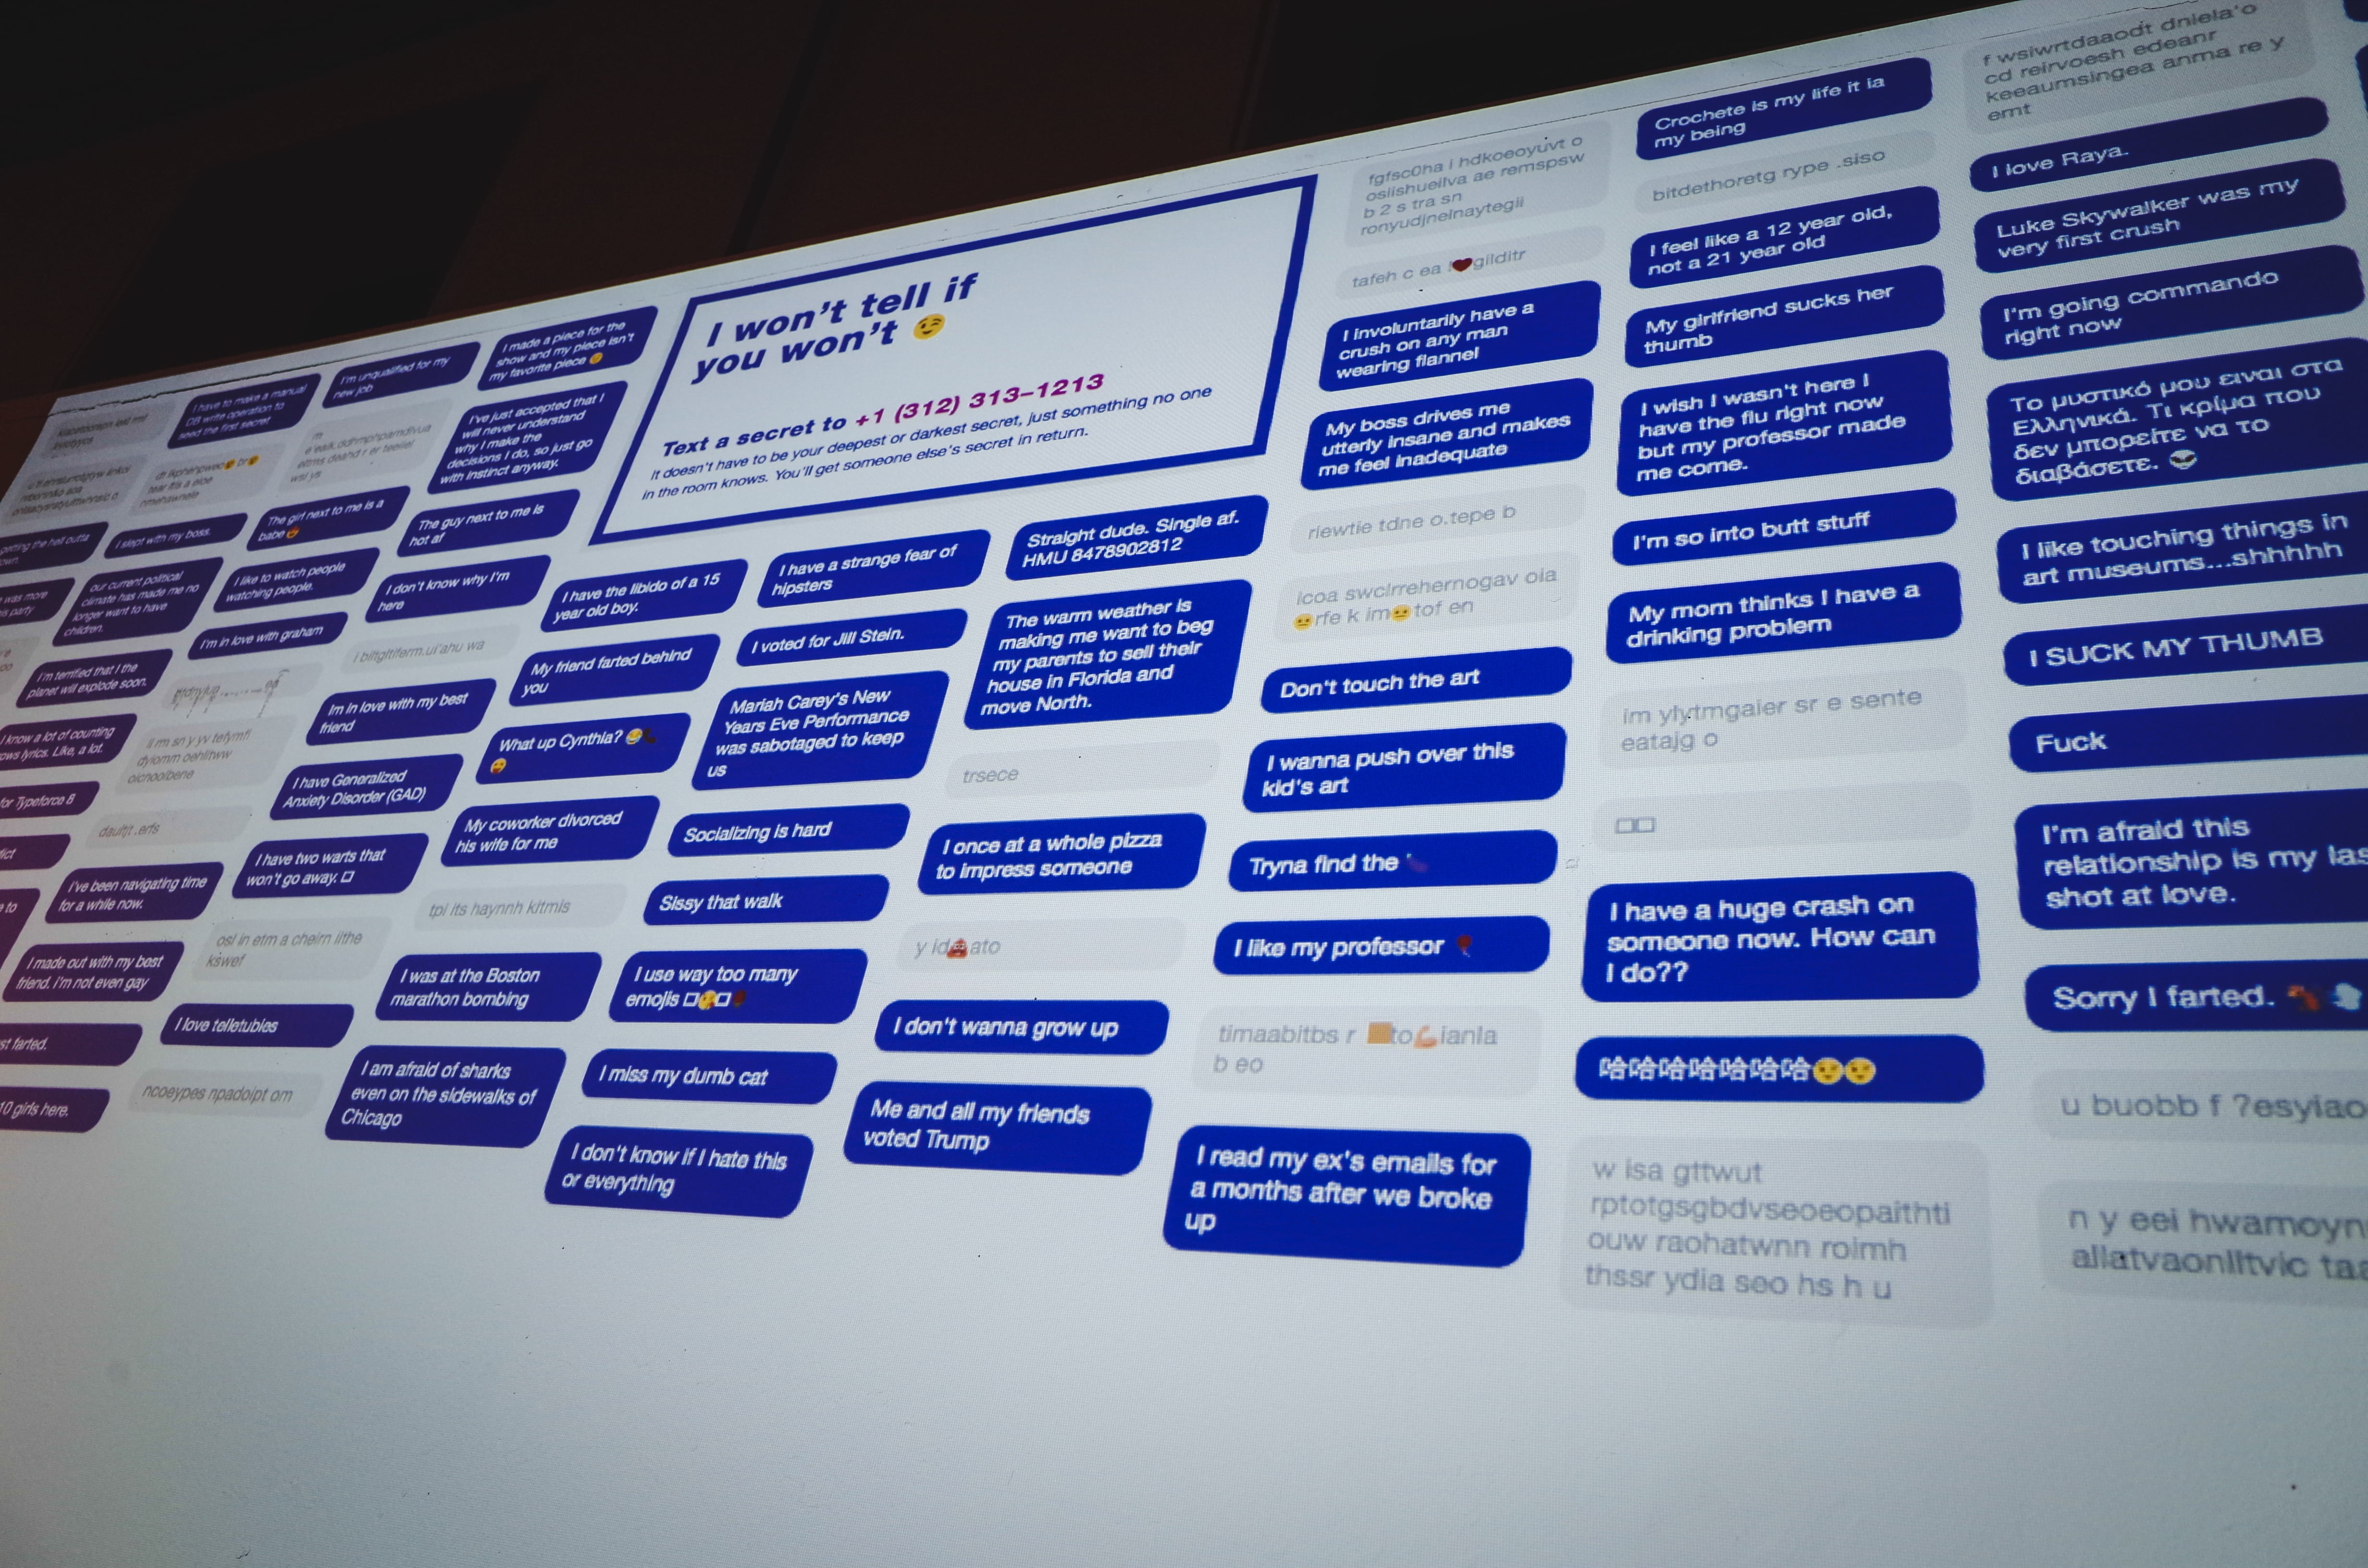 I have to make a manual
DB write operation to
seed the first secret
I'm unqualified for my
new job
I made a piece for the
show and my piece isn't
my favorite piece
I've just accepted that I
will never understand
why I make the
decisions I do, so just go
with instinct anyway.
getting the hell outta
I slept with my boss.
The girl next to me is a
babe
The guy next to me is
hot af
was more
party
our current political
climate has made me no
longer want to have
children.
I like to watch people
watching people.
I don't know why I'm
here
I'm terrified that I the
planet will explode soon.
I'm in love with graham
I know a lot of counting
lyrics. Like, a lot.
for Typeforce 8
I've been navigating time
for a while now.
I made out with my best
friend. I'm not even gay
farted.
10 girls here.
daultjt .erfs
osl in etm a cheirn lithe
kswef
I love telletubies
ncoeypes npadoipt om
Im in love with my best
friend
I have Generalized
Anxiety Disorder (GAD)
I have two warts that
won't go away. □
I won't tell if
you won't 😉
Text a secret to +1 (312) 313–1213
It doesn't have to be your deepest or darkest secret, just something no one
in the room knows. You'll get someone else's secret in return.
I have the libido of a 15
year old boy.
My friend farted behind
you
What up Cynthia? 😂
My coworker divorced
his wife for me
tpl its haynnh kitmis
I was at the Boston
marathon bombing
I am afraid of sharks
even on the sidewalks of
Chicago
I have a strange fear of
hipsters
I voted for Jill Stein.
Mariah Carey's New
Years Eve Performance
was sabotaged to keep
us
Socializing is hard
Sissy that walk
I use way too many
emojis
I miss my dumb cat
I don't know if I hate this
or everything
Straight dude. Single af.
HMU 8478902812
The warm weather is
making me want to beg
my parents to sell their
house in Florida and
move North.
trsece
I once at a whole pizza
to impress someone
y id🙈ato
I don't wanna grow up
Me and all my friends
voted Trump
fgfsc0ha i hdkoeoyuvt o
oslishueilva ae remspsw
b 2 s tra sn
ronyudjnelnaytegii
tafeh c ea !❤gilditr
I involuntarily have a
crush on any man
wearing flannel
My boss drives me
utterly insane and makes
me feel inadequate
riewtie tdne o.tepe b
icoa swcirrehernogav oia
😐rfe k im😐tof en
Don't touch the art
I wanna push over this
kid's art
Tryna find the 🍆
I like my professor 🌹
timaabitbs r to💪ianla
b eo
I read my ex's emails for
a months after we broke
up
Crochete is my life it ia
my being
bitdethoretg rype .siso
I feel like a 12 year old,
not a 21 year old
My girlfriend sucks her
thumb
I wish I wasn't here I
have the flu right now
but my professor made
me come.
I'm so into butt stuff
My mom thinks I have a
drinking problem
im ylytmgaier sr e sente
eatajg o
□□
I have a huge crash on
someone now. How can
I do??
哈哈哈哈哈哈哈
w isa gttwut
rptotgsgbdvseoeopaithti
ouw raohatwnn roimh
thssr ydia seo hs h u
f wsiwrtdaaodt dniela'o
cd reirvoesh edeanr
keeaumsingea anma re y
emt
I love Raya.
Luke Skywalker was my
very first crush
I'm going commando
right now
Το μυστικό μου ειναι στα
Ελληνικά. Τι κρίμα που
δεν μπορείτε να το
διαβάσετε. 👽
I like touching things in
art museums...shhhhh
I SUCK MY THUMB
Fuck
I'm afraid this
relationship is my las
shot at love.
Sorry I farted. 💨
u buobb f ?esyiao
n y eei hwamoyn
allatvaonlltvic taa